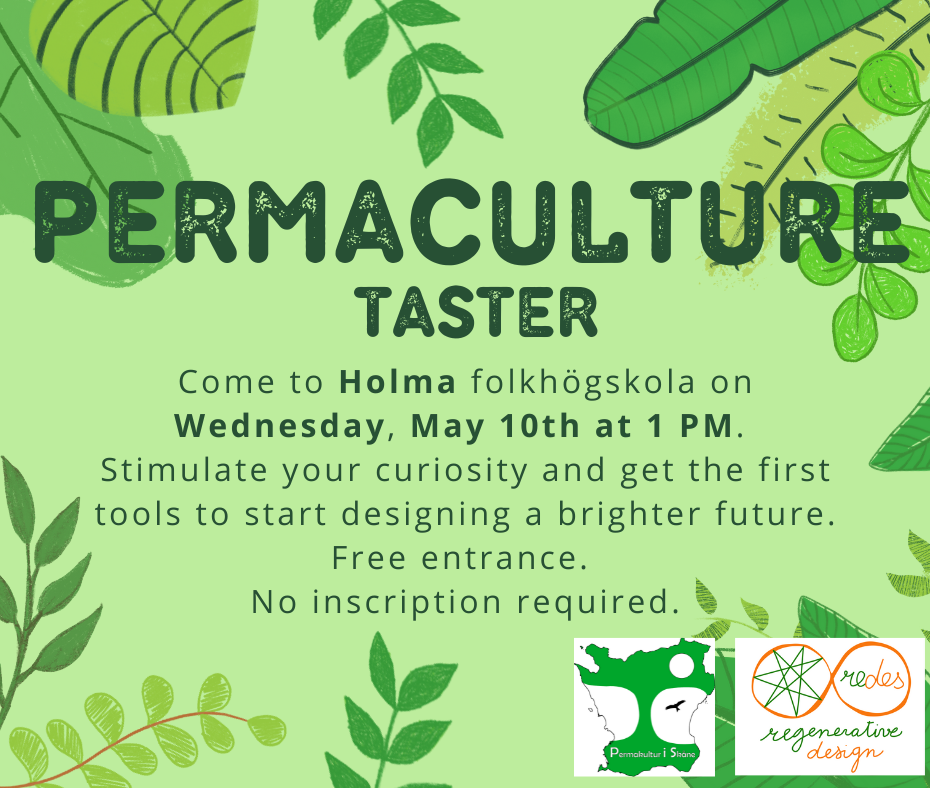 PERMACULTURE
TASTER
Come to Holma folkhögskola on
Wednesday, May 10th at 1 PM.
Stimulate your curiosity and get the first
tools to start designing a brighter future.
Free entrance.
No inscription required.
Permakultur i Skåne
redes
regenerative
design